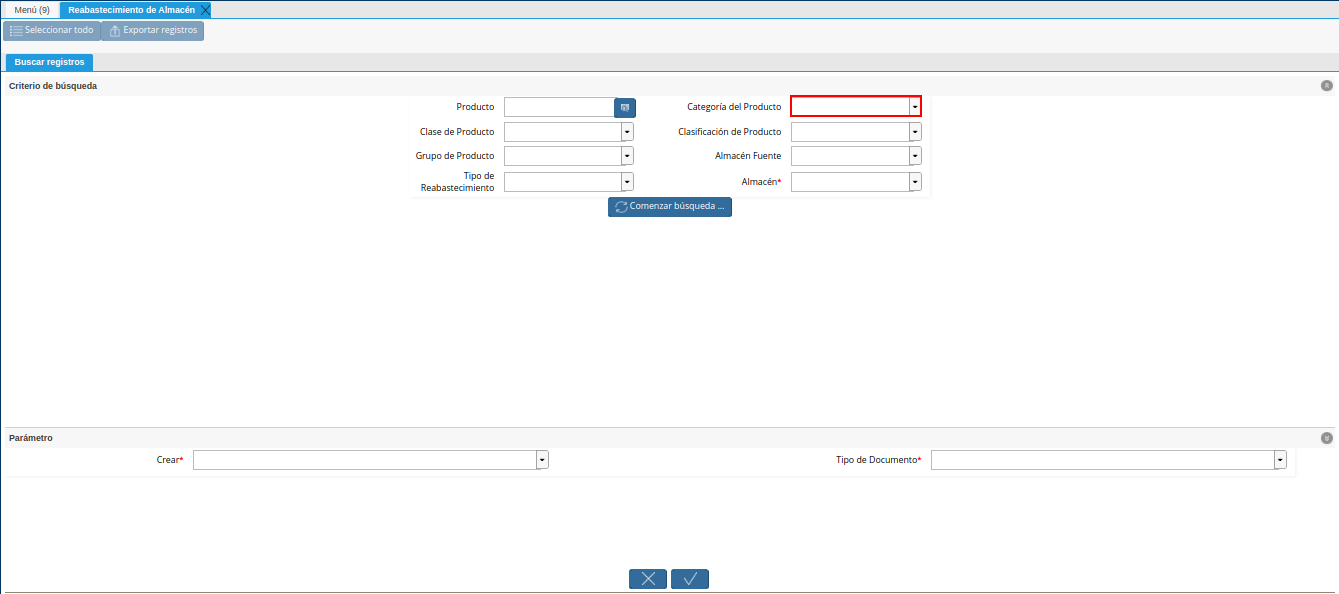 Menú (9)
Reabastecimiento de Almacén
Seleccionar todo
Exportar registros
Buscar registros
Criterio de búsqueda
Producto
Categoría del Producto
Clase de Producto
Clasificación de Producto
Grupo de Producto
Almacén Fuente
Tipo de
Reabastecimiento
Almacén*
Comenzar búsqueda ...
Parámetro
Crear*
Tipo de Documento*